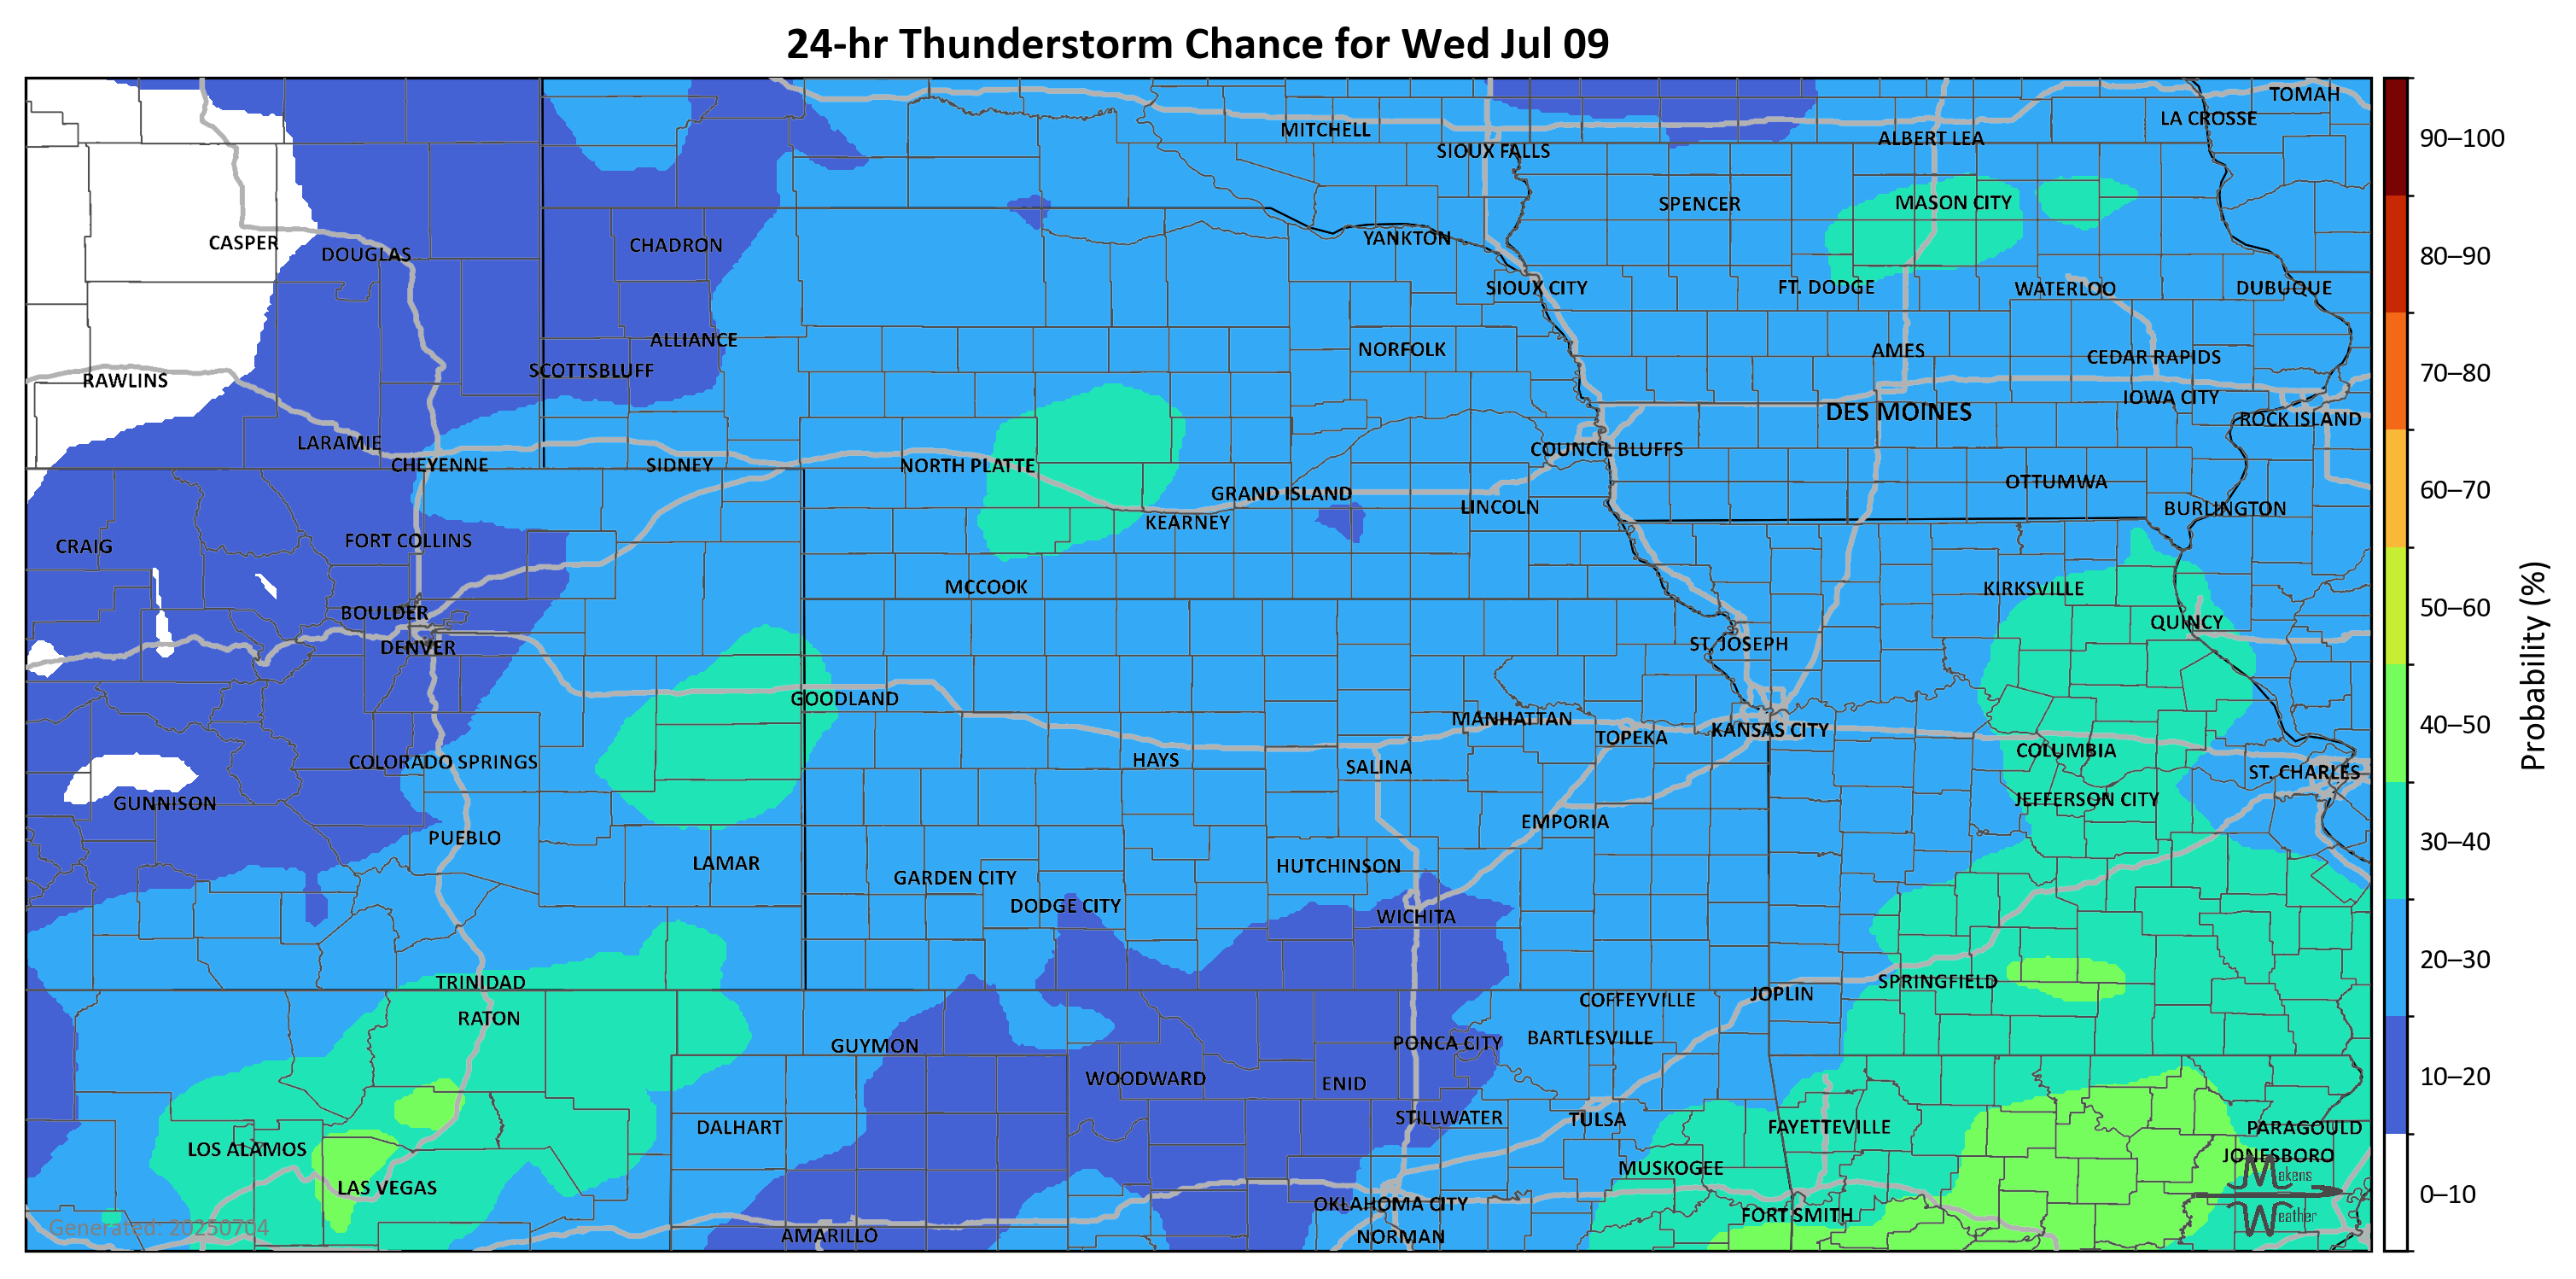 24-hr Thunderstorm Chance for Wed Jul 09
TOMAH
LA CROSSE
MITCHELL
ALBERT LEA
SIOUX FALLS
SPENCER
MASON CITY
CASPER
DOUGLAS
CHADRON
YANKTON
SIOUX CITY
FT. DODGE
WATERLOO
DUBUQUE
ALLIANCE
NORFOLK
AMES
CEDAR RAPIDS
RAWLINS
SCOTTSBLUFF
IOWA CITY
DES MOINES
ROCK ISLAND
LARAMIE
COUNCIL BLUFFS
CHEYENNE
SIDNEY
NORTH PLATTE
GRAND ISLAND
OTTUMWA
LINCOLN
BURLINGTON
KEARNEY
CRAIG
FORT COLLINS
MCCOOK
KIRKSVILLE
BOULDER
QUINCY
DENVER
ST. JOSEPH
GOODLAND
MANHATTAN
TOPEKA
KANSAS CITY
COLUMBIA
COLORADO SPRINGS
HAYS
SALINA
ST. CHARLES
GUNNISON
JEFFERSON CITY
PUEBLO
EMPORIA
LAMAR
HUTCHINSON
GARDEN CITY
DODGE CITY
WICHITA
TRINIDAD
SPRINGFIELD
JOPLIN
COFFEYVILLE
RATON
GUYMON
PONCA CITY
BARTLESVILLE
WOODWARD
ENID
DALHART
STILLWATER
TULSA
FAYETTEVILLE
PARAGOULD
LOS ALAMOS
JONESBORO
MUSKOGEE
LAS VEGAS
OKLAHOMA CITY
FORT SMITH
AMARILLO
NORMAN
Generated: 20250704
Makens
Weather
90–100
80–90
70–80
60–70
50–60
40–50
30–40
20–30
10–20
0–10
Probability (%)